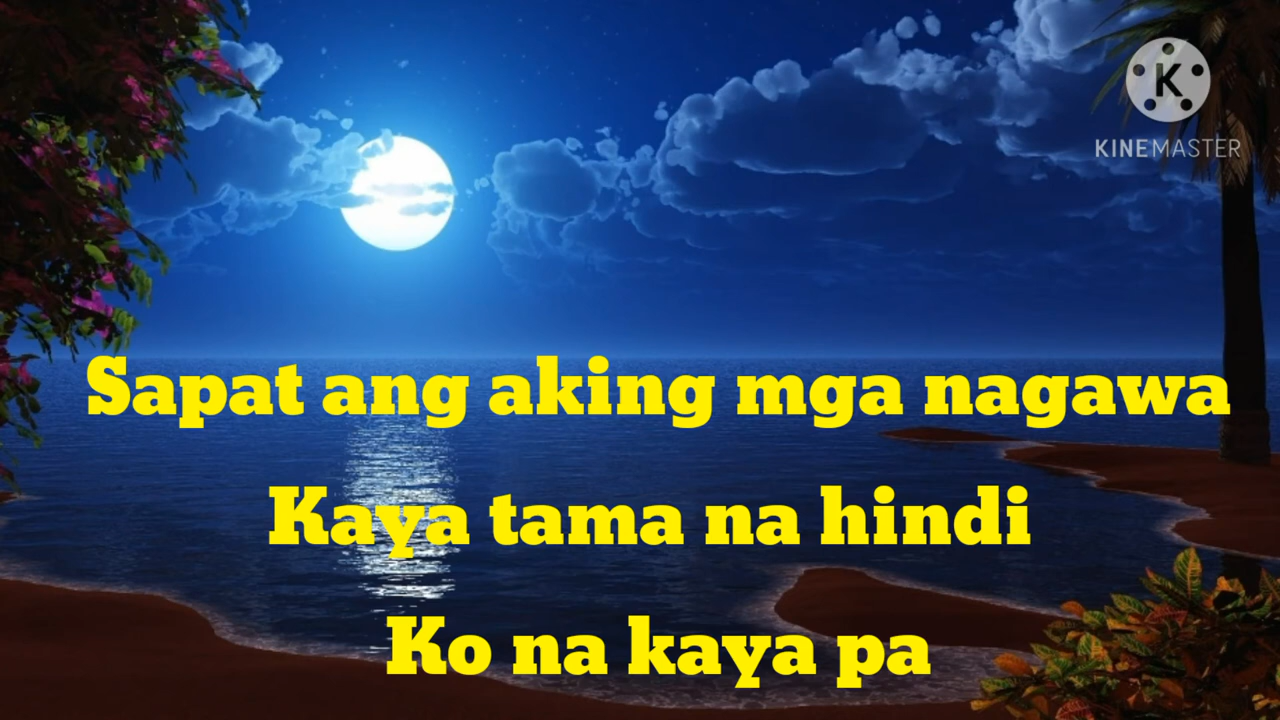 K
KINEMASTER
Sapat ang aking mga nagawa
Kaya tama na hindi
Ko na kaya pa